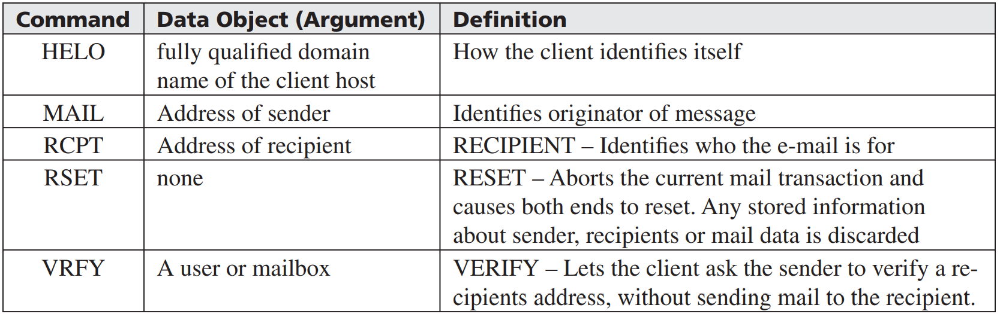 Command Data Object (Argument) Definition
HELO fully qualified domain How the client identifies itself
name of the client host
MAIL Address of sender Identifies originator of message
RCPT Address of recipient RECIPIENT – Identifies who the e-mail is for
RSET none RESET – Aborts the current mail transaction and
causes both ends to reset. Any stored information
about sender, recipients or mail data is discarded
VRFY A user or mailbox VERIFY – Lets the client ask the sender to verify a re-
cipients address, without sending mail to the recipient.